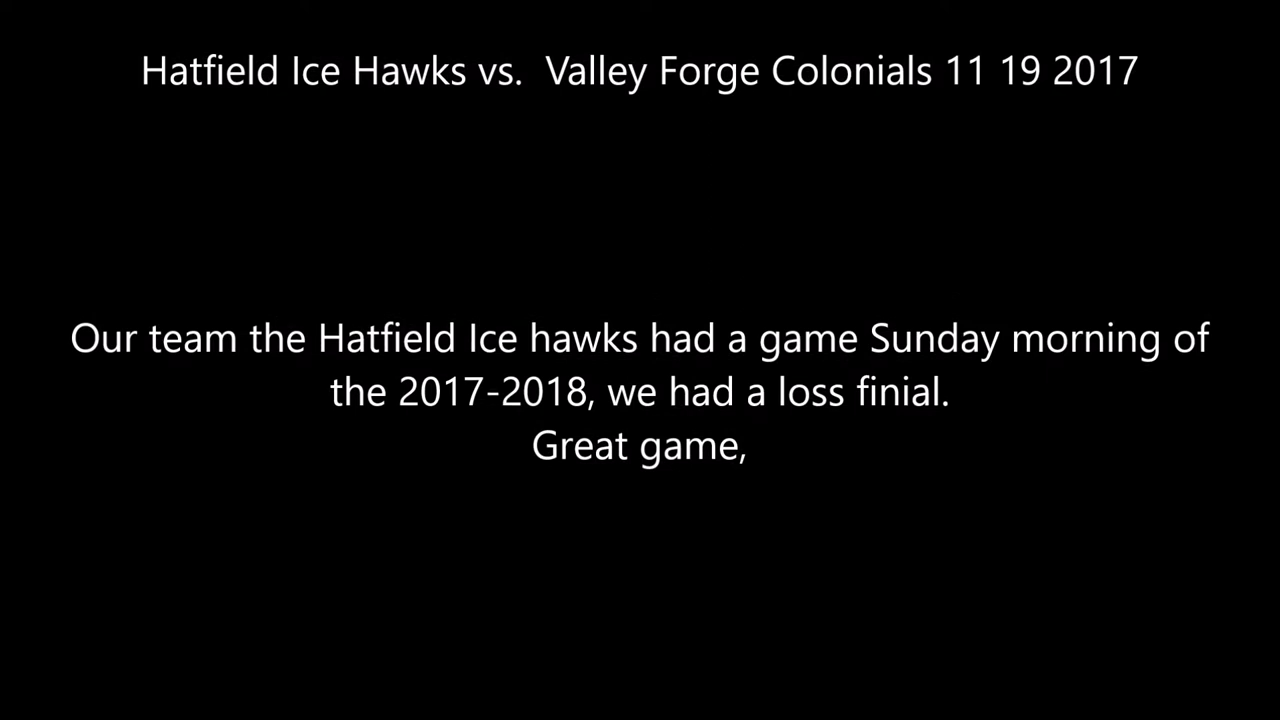 Hatfield Ice Hawks vs.  Valley Forge Colonials 11 19 2017
Our team the Hatfield Ice hawks had a game Sunday morning of
the 2017-2018, we had a loss finial.
Great game,